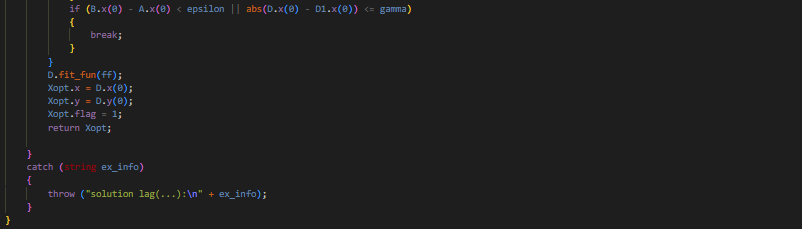 if (B.x(0) - A.x(0) < epsilon || abs(D.x(0) - D1.x(0)) <= gamma)
{
break;
}
}
D.fit_fun(ff);
Xopt.x = D.x(0);
Xopt.y = D.y(0);
Xopt.flag = 1;
return Xopt;
}
catch (string ex_info)
{
throw ("solution lag(...):\n" + ex_info);
}
}